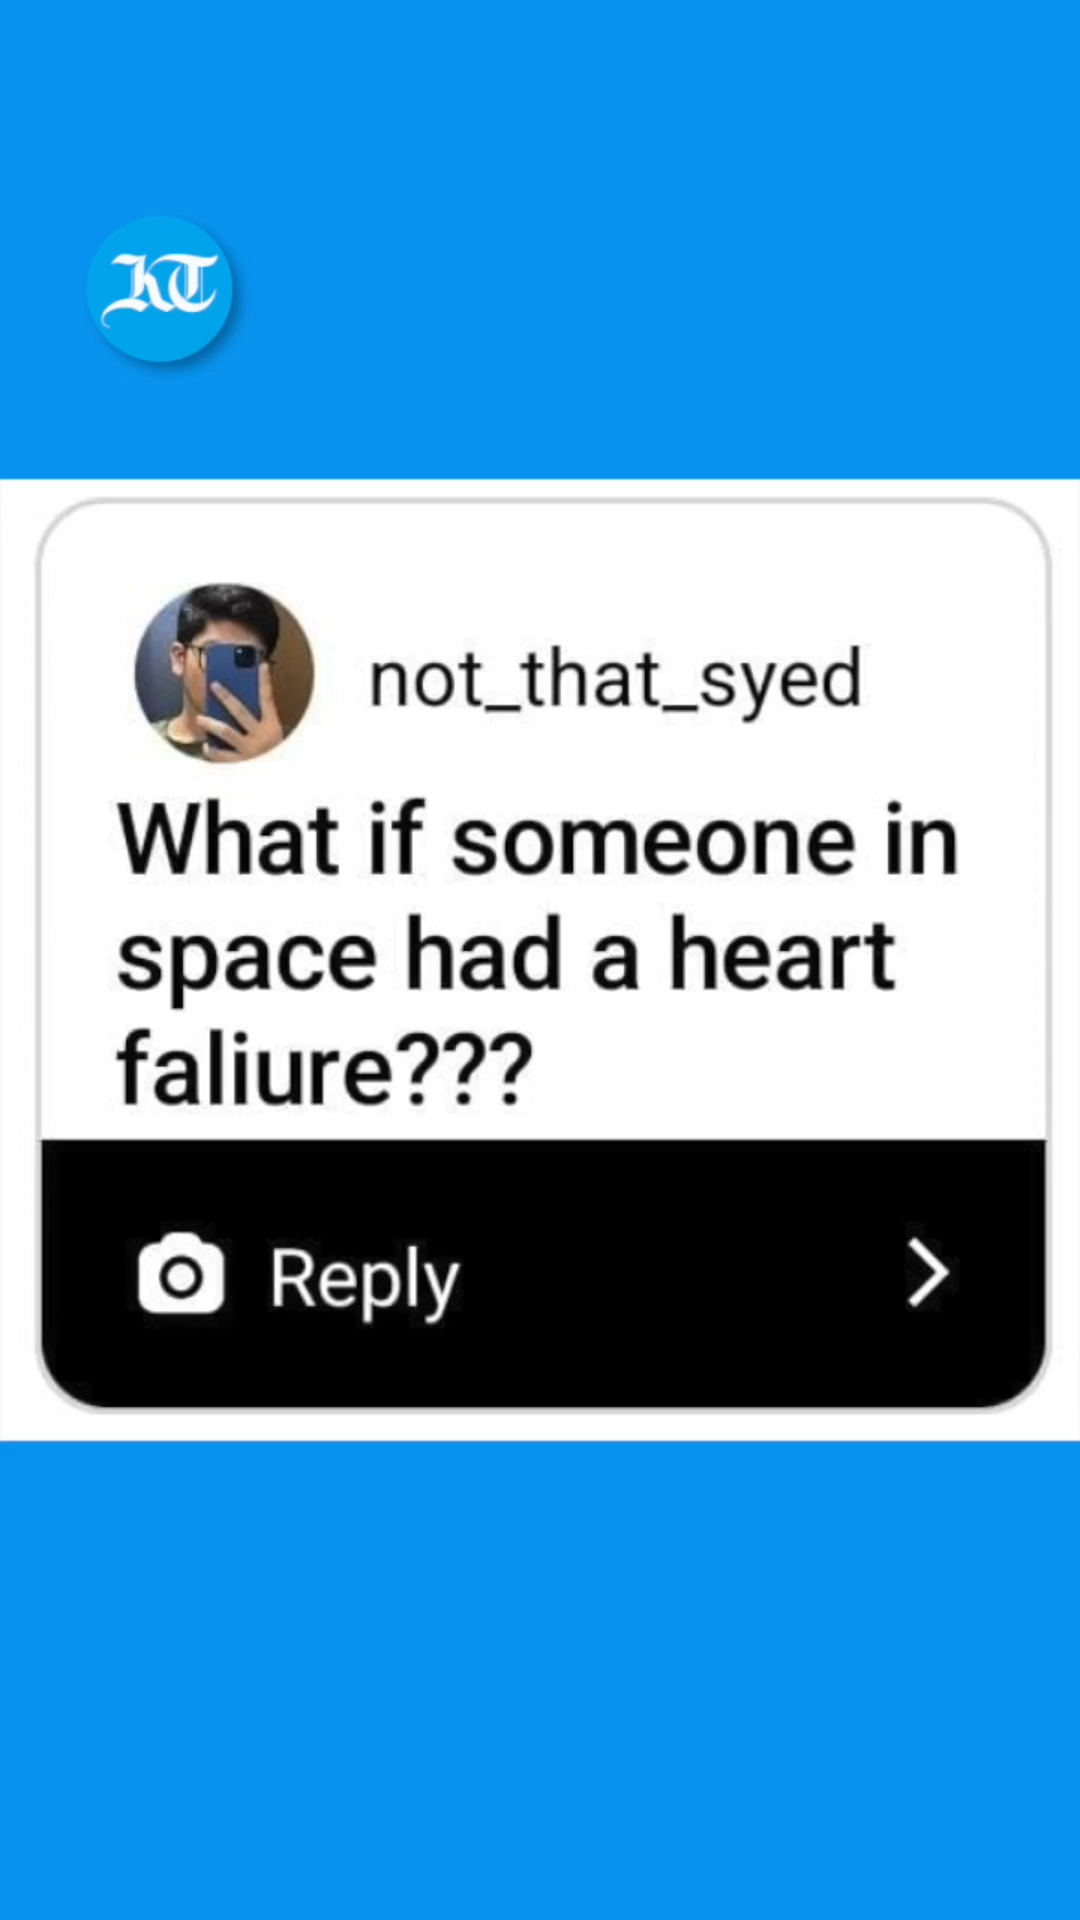 KT
not_that_syed
What if someone in
space had a heart
faliure???
Reply